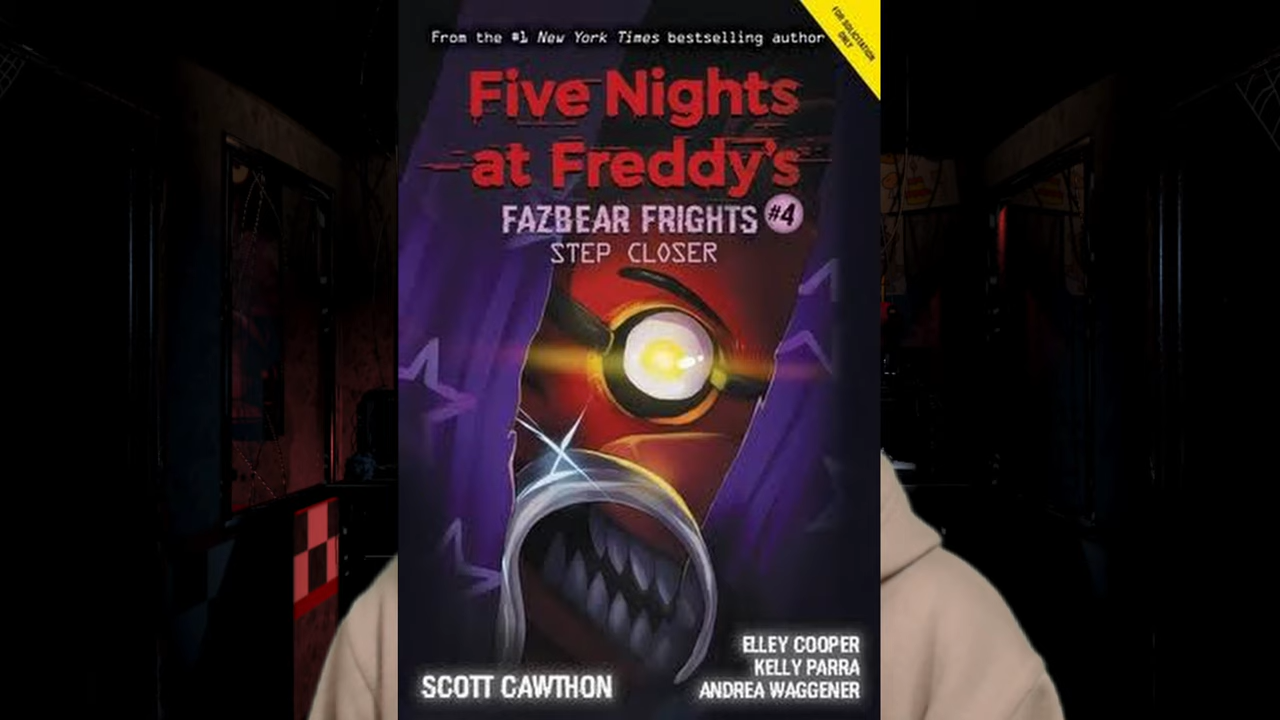 From the #1 New York Times bestselling author
FOR SOLICITATION
ONLY
Five Nights
at Freddy's
FAZBEAR FRIGHTS #4
STEP CLOSER
ELLEY COOPER
KELLY PARRA
SCOTT CAWTHON
ANDREA WAGGENER